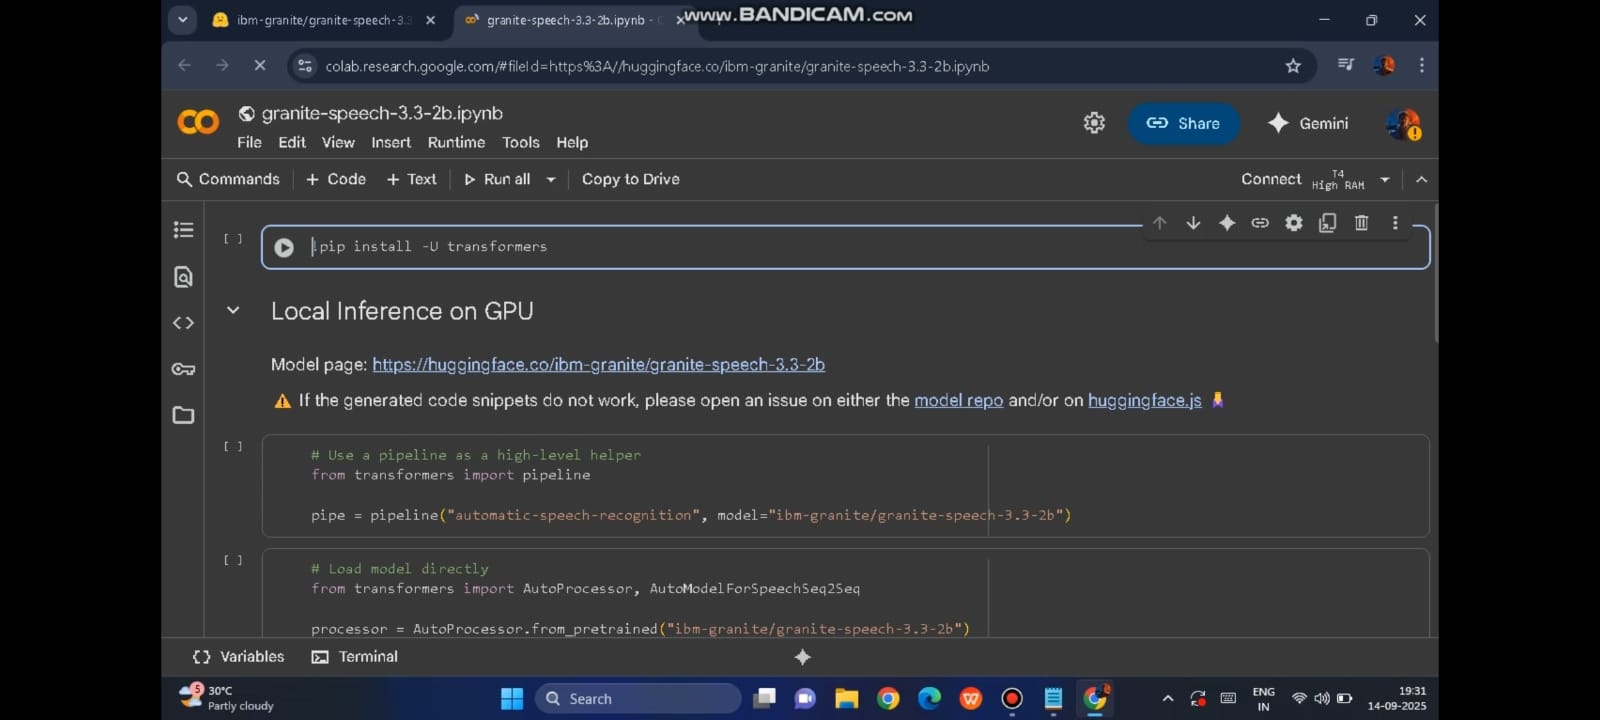 www.BANDICAM.com
ibm-granite/granite-speech-3.3
granite-speech-3.3-2b.ipynb - C
colab.research.google.com/#fileId=https%3A//huggingface.co/ibm-granite/granite-speech-3.3-2b.ipynb
CO
granite-speech-3.3-2b.ipynb
File Edit View Insert Runtime Tools Help
Share
Gemini
Commands + Code + Text Run all Copy to Drive
Connect T4 High RAM
[ ] !pip install -U transformers
Local Inference on GPU
Model page: https://huggingface.co/ibm-granite/granite-speech-3.3-2b
⚠️ If the generated code snippets do not work, please open an issue on either the model repo and/or on huggingface.js
[ ] # Use a pipeline as a high-level helper
from transformers import pipeline
pipe = pipeline("automatic-speech-recognition", model="ibm-granite/granite-speech-3.3-2b")
[ ] # Load model directly
from transformers import AutoProcessor, AutoModelForSpeechSeq2Seq
processor = AutoProcessor.from_pretrained("ibm-granite/granite-speech-3.3-2b")
Variables Terminal
5
30°C
Partly cloudy
Search
ENG
IN
19:31
14-09-2025